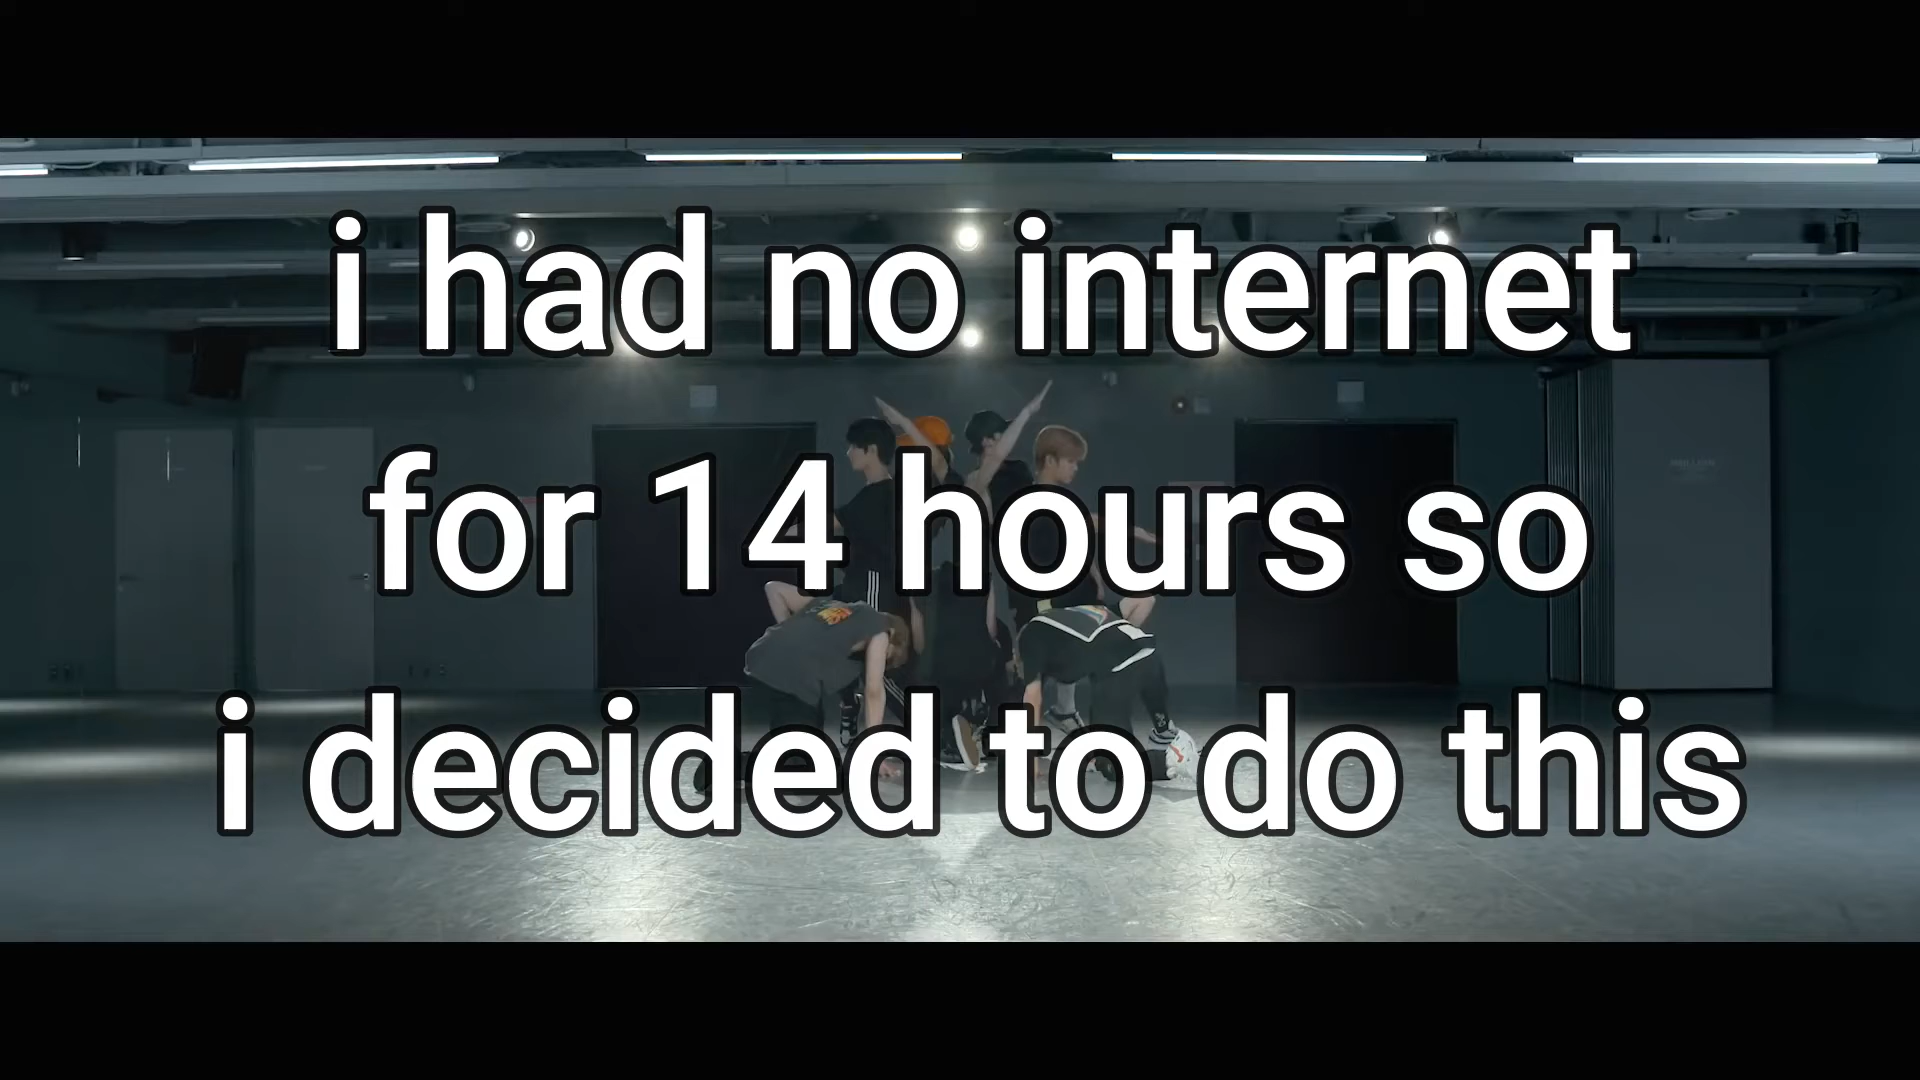 i had no internet
for 14 hours so
i decided to do this